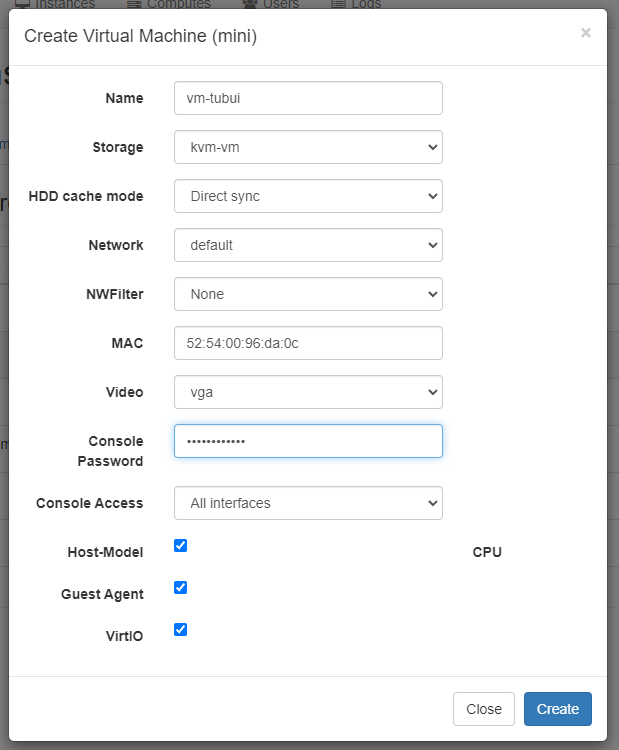 Instances Computes Users Logs
Create Virtual Machine (mini) ×
Name vm-tubui
Storage kvm-vm
HDD cache mode Direct sync
Network default
NWFilter None
MAC 52:54:00:96:da:0c
Video vga
Console
Password ••••••••••••
Console Access All interfaces
Host-Model CPU
Guest Agent
VirtIO
Close Create